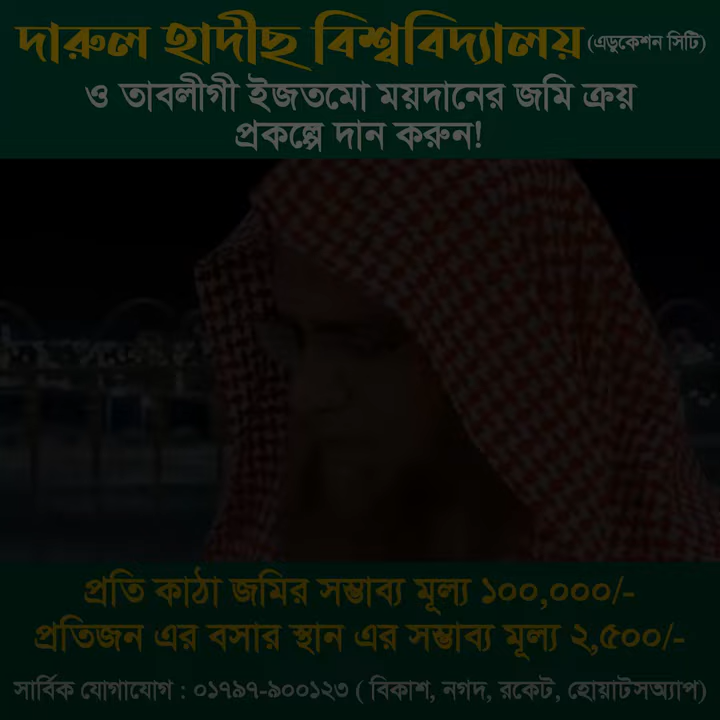 দারুল হাদীছ বিশ্ববিদ্যালয় (এডুকেশন সিটি)
ও তাবলীগী ইজতেমা ময়দানের জমি ক্রয়
প্রকল্পে দান করুন!
প্রতি কাঠা জমির সম্ভাব্য মূল্য ১০০,০০০/-
প্রতিজন এর বসার স্থান এর সম্ভাব্য মূল্য ২,৫০০/-
সার্বিক যোগাযোগ : ০১৭৯৭-৯০০১২৩ ( বিকাশ, নগদ, রকেট, হোয়াটসঅ্যাপ)